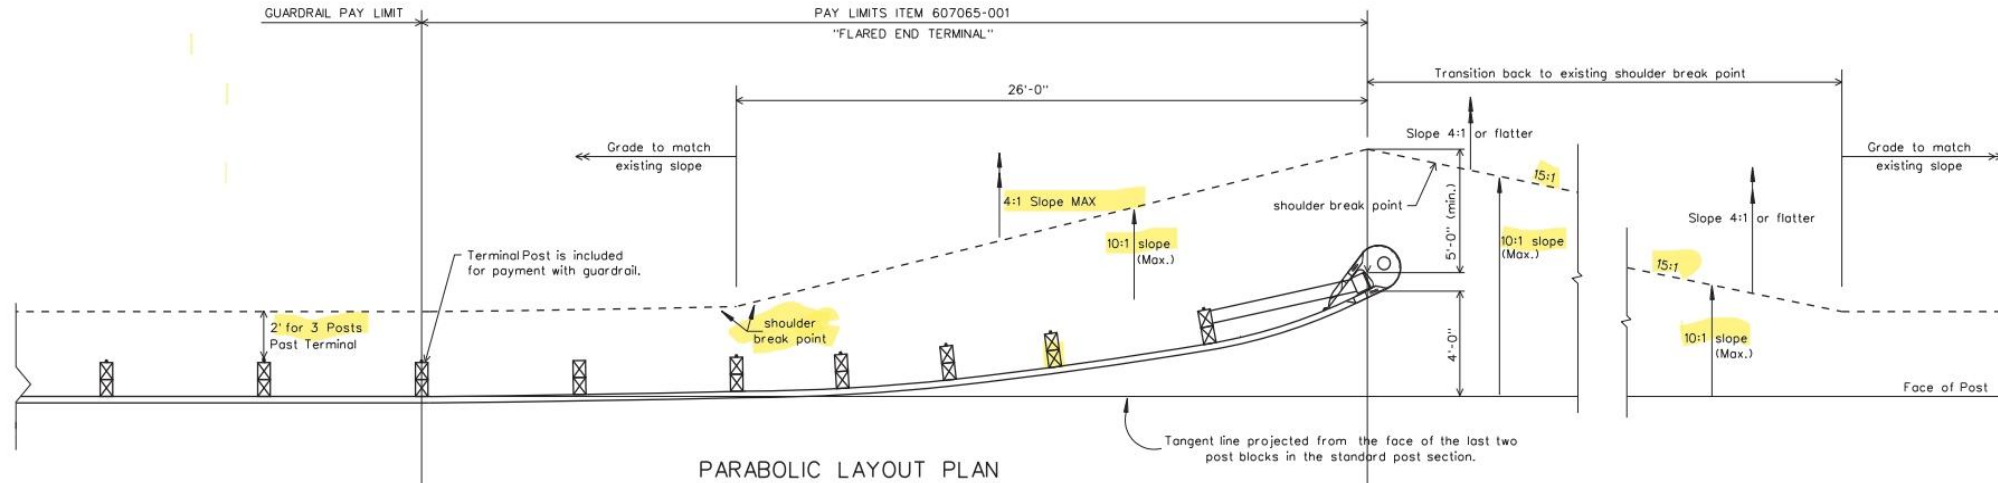 GUARDRAIL PAY LIMIT
PAY LIMITS ITEM 607065-001
"FLARED END TERMINAL"
Transition back to existing shoulder break point
26'-0"
Slope 4:1 or flatter
Grade to match
existing slope
Grade to match
existing slope
15:1
4:1 Slope MAX
shoulder break point
5'-0" (min.)
Slope 4:1 or flatter
10:1 slope
(Max.)
10:1 slope
(Max.)
Terminal Post is included
for payment with guardrail.
15:1
2' for 3 Posts
Past Terminal
shoulder
break point
4'-0"
10:1 slope
(Max.)
Face of Post
Tangent line projected from the face of the last two
post blocks in the standard post section.
PARABOLIC LAYOUT PLAN